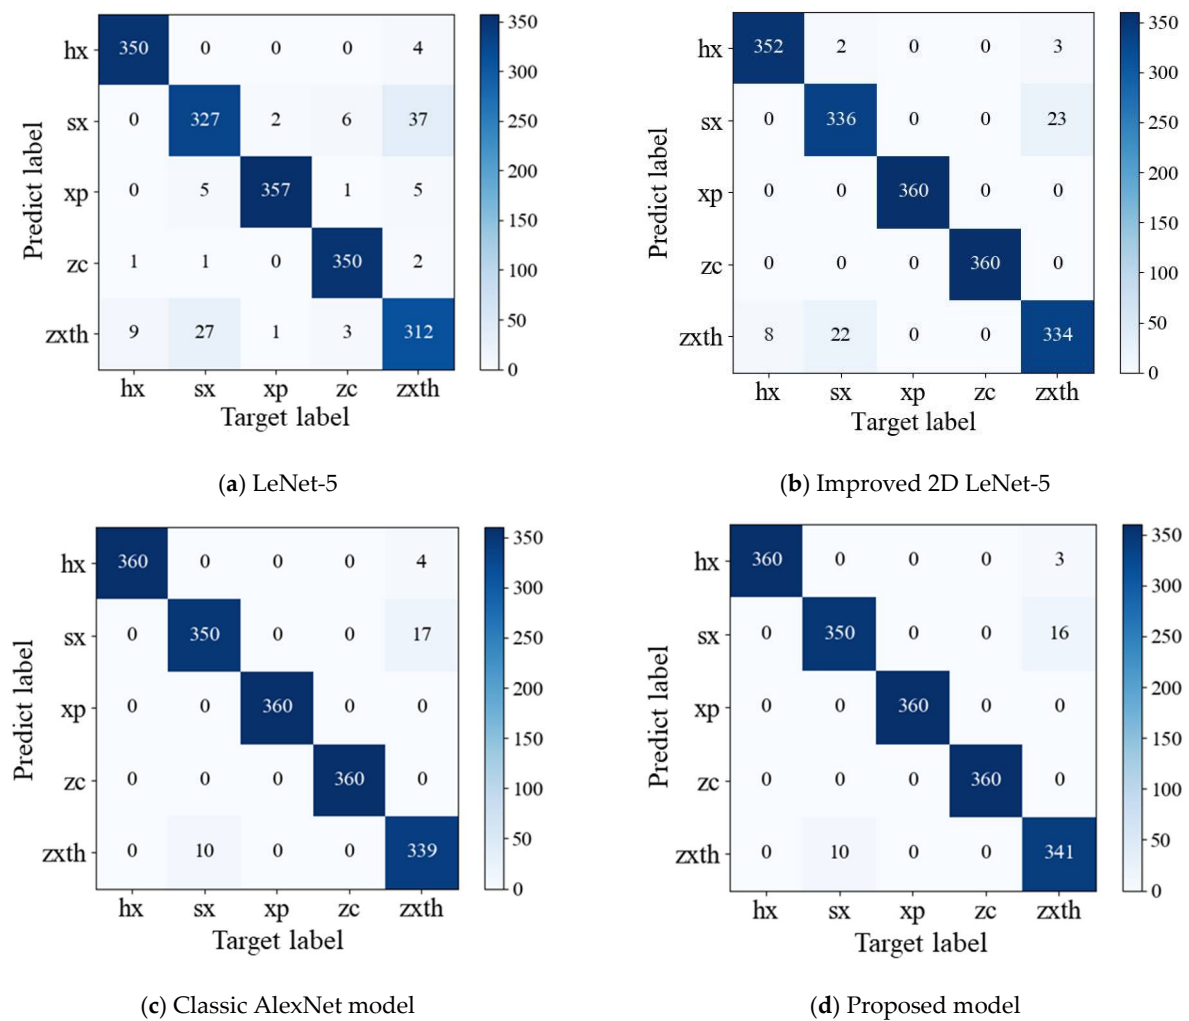 hx 350 0 0 0 4
sx 0 327 2 6 37
xp 0 5 357 1 5
zc 1 1 0 350 2
zxth 9 27 1 3 312
hx sx xp zc zxth
Target label
Predict label
350
300
250
200
150
100
50
0
(a) LeNet-5
hx 352 2 0 0 3
sx 0 336 0 0 23
xp 0 0 360 0 0
zc 0 0 0 360 0
zxth 8 22 0 0 334
hx sx xp zc zxth
Target label
Predict label
350
300
250
200
150
100
50
0
(b) Improved 2D LeNet-5
hx 360 0 0 0 4
sx 0 350 0 0 17
xp 0 0 360 0 0
zc 0 0 0 360 0
zxth 0 10 0 0 339
hx sx xp zc zxth
Target label
Predict label
350
300
250
200
150
100
50
0
(c) Classic AlexNet model
hx 360 0 0 0 3
sx 0 350 0 0 16
xp 0 0 360 0 0
zc 0 0 0 360 0
zxth 0 10 0 0 341
hx sx xp zc zxth
Target label
Predict label
350
300
250
200
150
100
50
0
(d) Proposed model